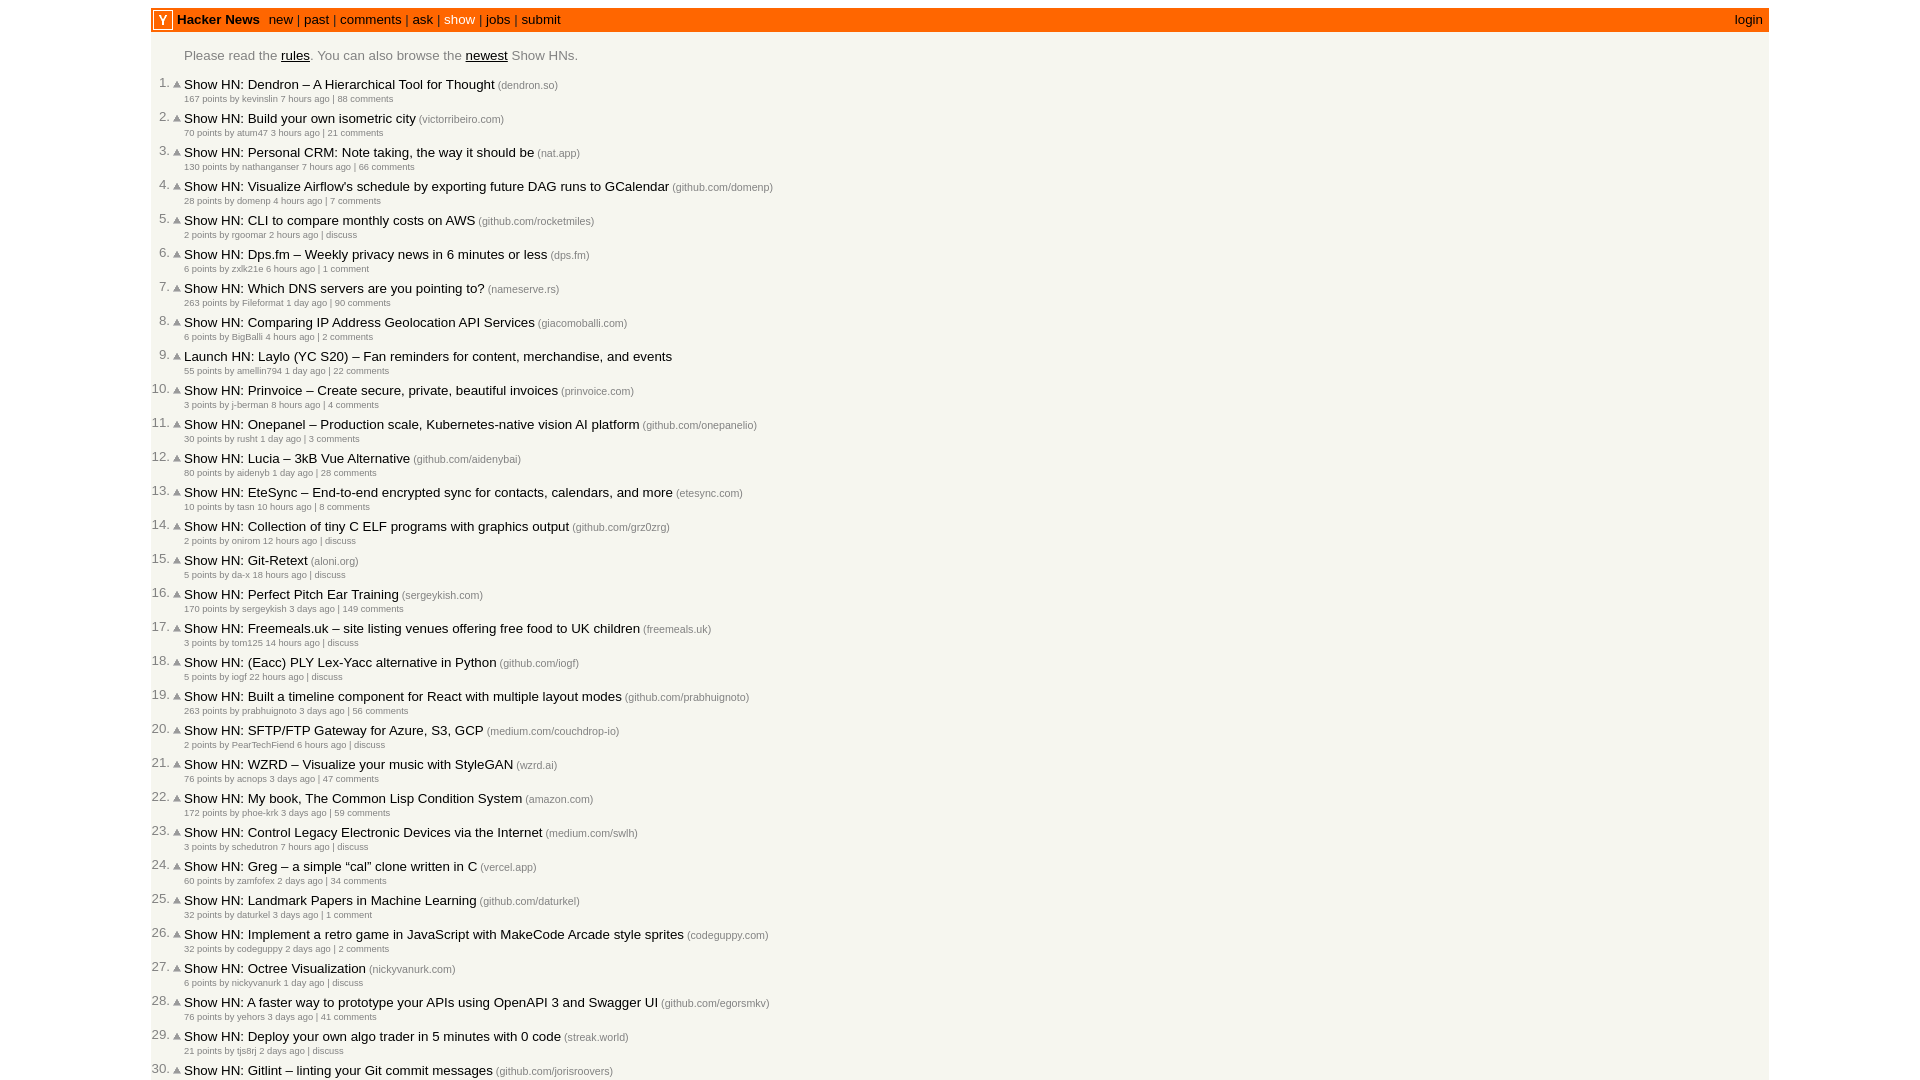 Y Hacker News new | past | comments | ask | show | jobs | submit login
Please read the rules. You can also browse the newest Show HNs.
1. Show HN: Dendron – A Hierarchical Tool for Thought (dendron.so)
167 points by kevinslin 7 hours ago | 88 comments
2. Show HN: Build your own isometric city (victorribeiro.com)
70 points by atum47 3 hours ago | 21 comments
3. Show HN: Personal CRM: Note taking, the way it should be (nat.app)
130 points by nathanganser 7 hours ago | 66 comments
4. Show HN: Visualize Airflow's schedule by exporting future DAG runs to GCalendar (github.com/domenp)
28 points by domenp 4 hours ago | 7 comments
5. Show HN: CLI to compare monthly costs on AWS (github.com/rocketmiles)
2 points by rgoomar 2 hours ago | discuss
6. Show HN: Dps.fm – Weekly privacy news in 6 minutes or less (dps.fm)
6 points by zxlk21e 6 hours ago | 1 comment
7. Show HN: Which DNS servers are you pointing to? (nameserve.rs)
263 points by Fileformat 1 day ago | 90 comments
8. Show HN: Comparing IP Address Geolocation API Services (giacomoballi.com)
6 points by BigBalli 4 hours ago | 2 comments
9. Launch HN: Laylo (YC S20) – Fan reminders for content, merchandise, and events
55 points by amellin794 1 day ago | 22 comments
10. Show HN: Prinvoice – Create secure, private, beautiful invoices (prinvoice.com)
3 points by j-berman 8 hours ago | 4 comments
11. Show HN: Onepanel – Production scale, Kubernetes-native vision AI platform (github.com/onepanelio)
30 points by rusht 1 day ago | 3 comments
12. Show HN: Lucia – 3kB Vue Alternative (github.com/aidenybai)
80 points by aidenyb 1 day ago | 28 comments
13. Show HN: EteSync – End-to-end encrypted sync for contacts, calendars, and more (etesync.com)
10 points by tasn 10 hours ago | 8 comments
14. Show HN: Collection of tiny C ELF programs with graphics output (github.com/grz0zrg)
2 points by onirom 12 hours ago | discuss
15. Show HN: Git-Retext (aloni.org)
5 points by da-x 18 hours ago | discuss
16. Show HN: Perfect Pitch Ear Training (sergeykish.com)
170 points by sergeykish 3 days ago | 149 comments
17. Show HN: Freemeals.uk – site listing venues offering free food to UK children (freemeals.uk)
3 points by tom125 14 hours ago | discuss
18. Show HN: (Eacc) PLY Lex-Yacc alternative in Python (github.com/iogf)
5 points by iogf 22 hours ago | discuss
19. Show HN: Built a timeline component for React with multiple layout modes (github.com/prabhuignoto)
263 points by prabhuignoto 3 days ago | 56 comments
20. Show HN: SFTP/FTP Gateway for Azure, S3, GCP (medium.com/couchdrop-io)
2 points by PearTechFiend 6 hours ago | discuss
21. Show HN: WZRD – Visualize your music with StyleGAN (wzrd.ai)
76 points by acnops 3 days ago | 47 comments
22. Show HN: My book, The Common Lisp Condition System (amazon.com)
172 points by phoe-krk 3 days ago | 59 comments
23. Show HN: Control Legacy Electronic Devices via the Internet (medium.com/swlh)
3 points by schedutron 7 hours ago | discuss
24. Show HN: Greg – a simple “cal” clone written in C (vercel.app)
60 points by zamfofex 2 days ago | 34 comments
25. Show HN: Landmark Papers in Machine Learning (github.com/daturkel)
32 points by daturkel 3 days ago | 1 comment
26. Show HN: Implement a retro game in JavaScript with MakeCode Arcade style sprites (codeguppy.com)
32 points by codeguppy 2 days ago | 2 comments
27. Show HN: Octree Visualization (nickyvanurk.com)
6 points by nickyvanurk 1 day ago | discuss
28. Show HN: A faster way to prototype your APIs using OpenAPI 3 and Swagger UI (github.com/egorsmkv)
76 points by yehors 3 days ago | 41 comments
29. Show HN: Deploy your own algo trader in 5 minutes with 0 code (streak.world)
21 points by tjs8rj 2 days ago | discuss
30. Show HN: Gitlint – linting your Git commit messages (github.com/jorisroovers)